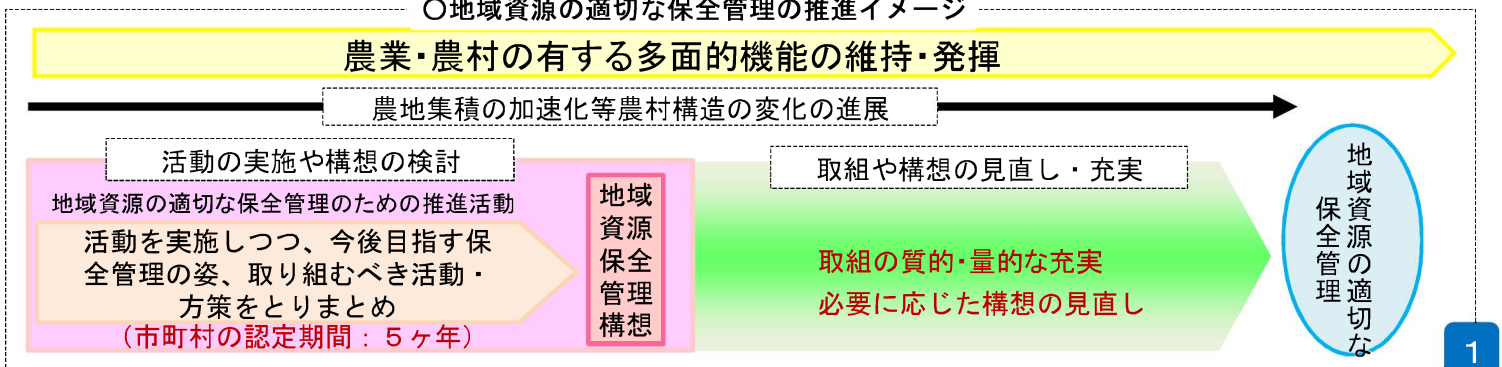 〇地域資源の適切な保全管理の推進イメージ
農業・農村の有する多面的機能の維持・発揮
農地集積の加速化等農村構造の変化の進展
活動の実施や構想の検討
地域資源の適切な保全管理のための推進活動
活動を実施しつつ、今後目指す保
全管理の姿、取り組むべき活動・
方策をとりまとめ
（市町村の認定期間：５ヶ年）
地域
資源
保全
管理
構想
取組や構想の見直し・充実
取組の質的・量的な充実
必要に応じた構想の見直し
地域資源の適切な
保全管理
1